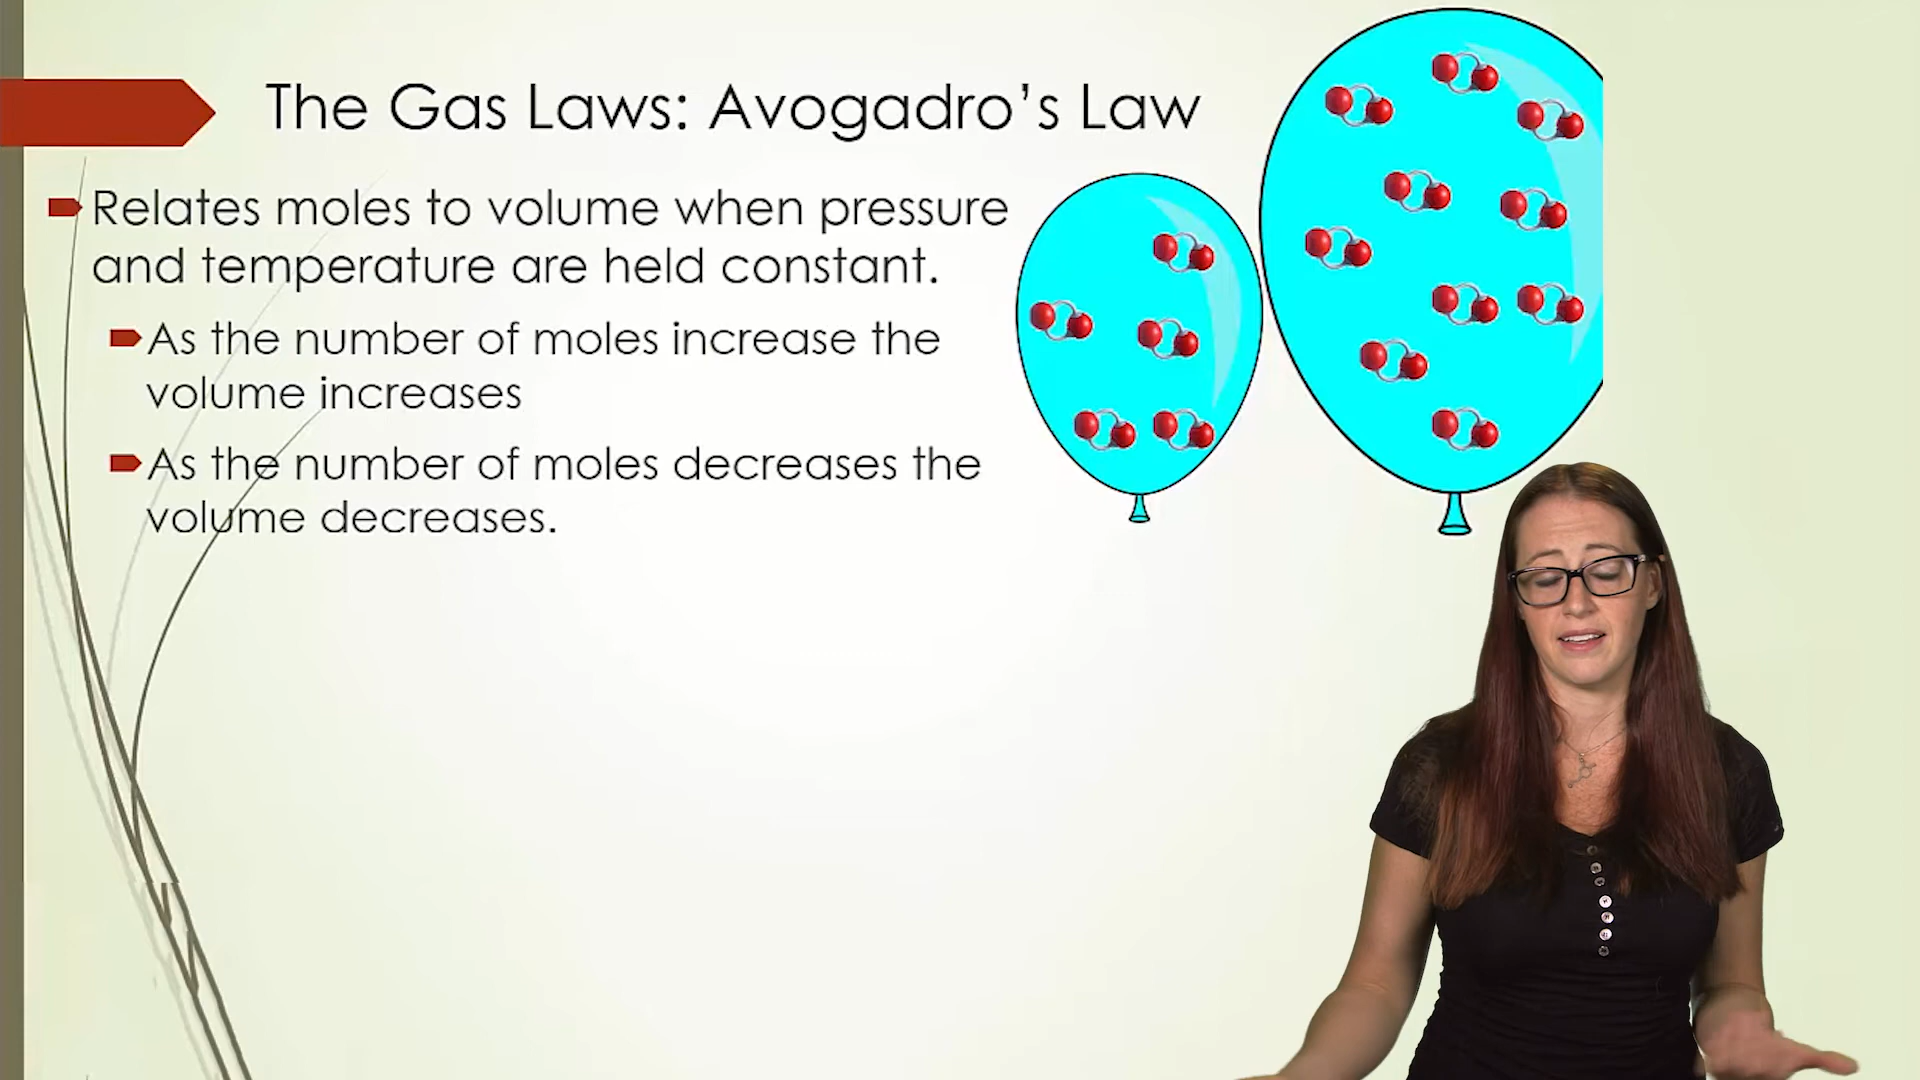 The Gas Laws: Avogadro’s Law
Relates moles to volume when pressure
and temperature are held constant.
As the number of moles increase the
volume increases
As the number of moles decreases the
volume decreases.